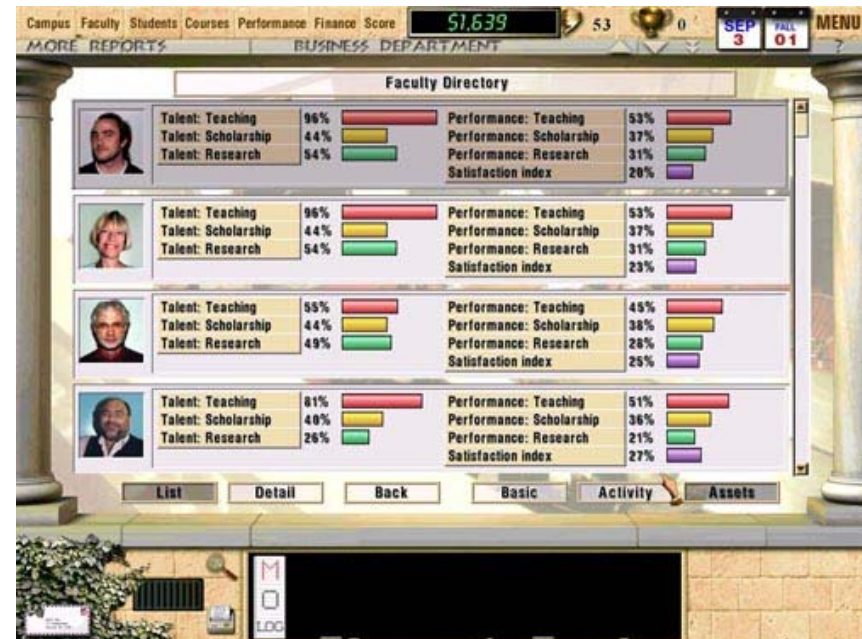 Campus Faculty Students Courses Performance Finance Score $1,639 53 0 SEP 3 FALL 01 MENU
MORE REPORTS BUSINESS DEPARTMENT ?
Faculty Directory
Talent: Teaching 96% Performance: Teaching 53%
Talent: Scholarship 44% Performance: Scholarship 37%
Talent: Research 54% Performance: Research 31%
Satisfaction index 20%
Talent: Teaching 96% Performance: Teaching 53%
Talent: Scholarship 44% Performance: Scholarship 37%
Talent: Research 54% Performance: Research 31%
Satisfaction index 23%
Talent: Teaching 55% Performance: Teaching 45%
Talent: Scholarship 44% Performance: Scholarship 38%
Talent: Research 49% Performance: Research 28%
Satisfaction index 25%
Talent: Teaching 81% Performance: Teaching 51%
Talent: Scholarship 40% Performance: Scholarship 36%
Talent: Research 26% Performance: Research 21%
Satisfaction index 27%
List Detail Back Basic Activity Assets
M
O
LOG